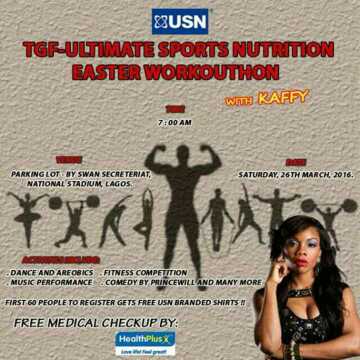 USN
TGF-ULTIMATE SPORTS NUTRITION
EASTER WORKOUTHON
WITH KAFFY
TIME
7:00 AM
VENUE
PARKING LOT - BY SWAN SECRETERIAT,
NATIONAL STADIUM, LAGOS.
DATE
SATURDAY, 26TH MARCH, 2016.
ACTIVITIES INCLUDE:
. DANCE AND AREOBICS . FITNESS COMPETITION
. MUSIC PERFORMANCE . COMEDY BY PRINCEWILL AND MANY MORE
FIRST 60 PEOPLE TO REGISTER GETS FREE USN BRANDED SHIRTS !!
FREE MEDICAL CHECKUP BY:
HealthPlus
Live life! feel great!